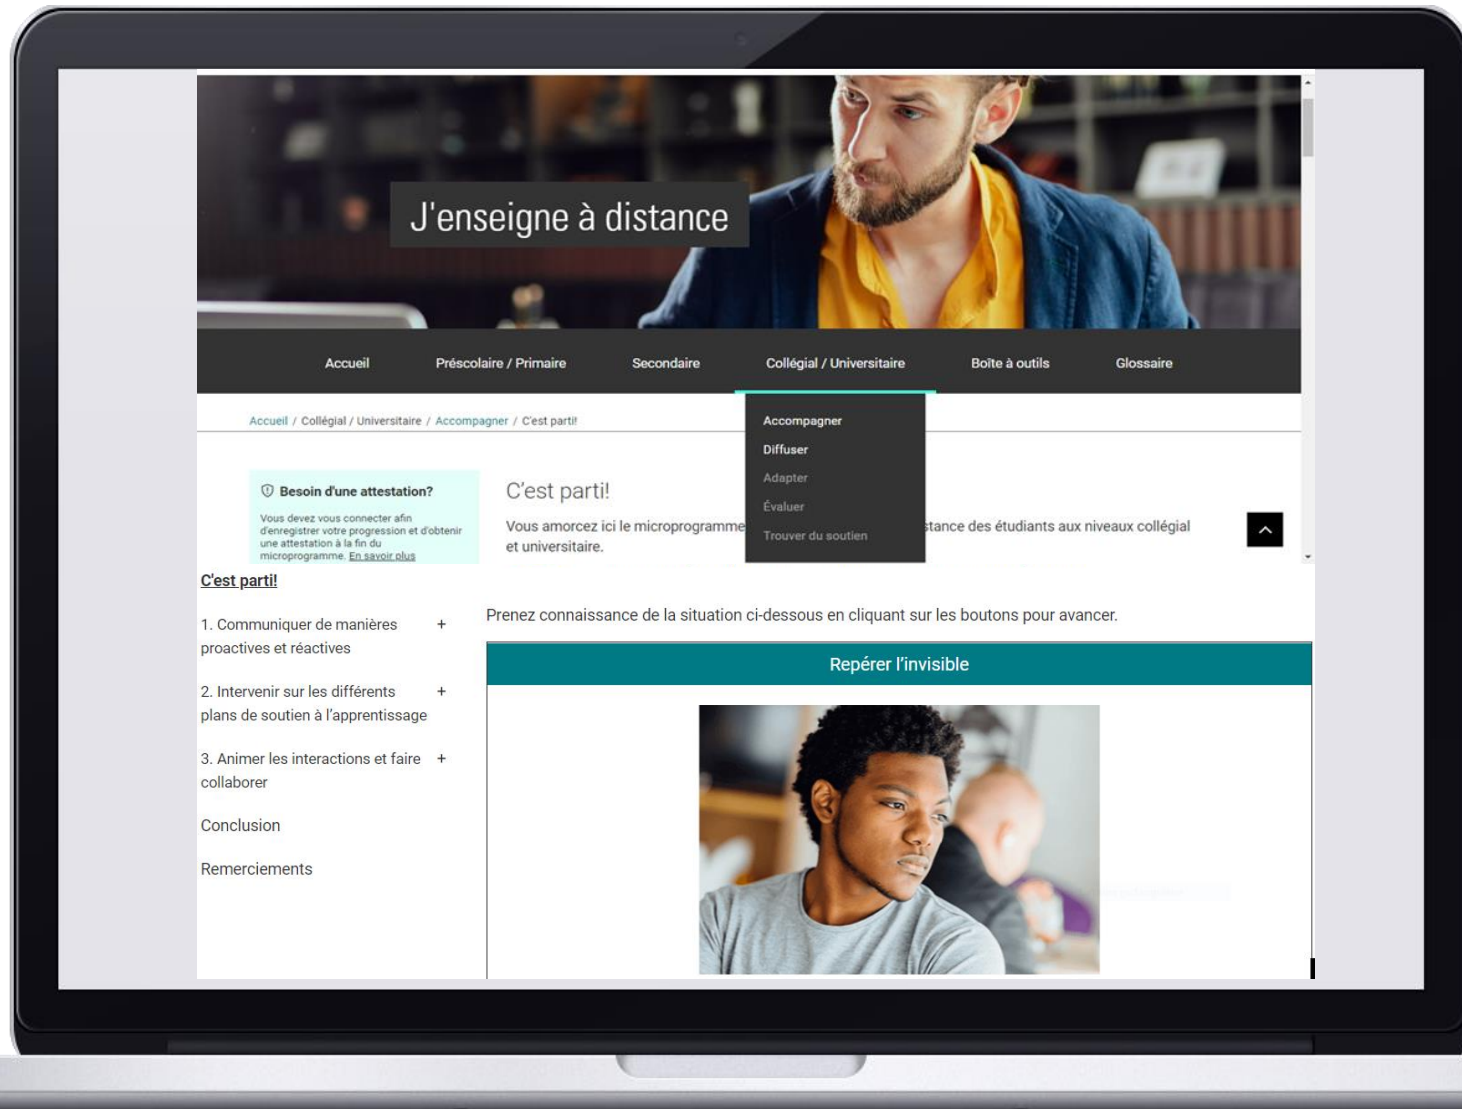 J'enseigne à distance
Accueil
Préscolaire / Primaire
Secondaire
Collégial / Universitaire
Boîte à outils
Glossaire
Accueil / Collégial / Universitaire / Accompagner / C'est parti!
Accompagner
Diffuser
Adapter
Évaluer
Trouver du soutien
Besoin d'une attestation?
Vous devez vous connecter afin
d'enregistrer votre progression et d'obtenir
une attestation à la fin du
microprogramme. En savoir plus
C'est parti!
Vous amorcez ici le microprogramme
stance des étudiants aux niveaux collégial
et universitaire.
C'est parti!
1. Communiquer de manières
proactives et réactives
+
2. Intervenir sur les différents
plans de soutien à l'apprentissage
+
3. Animer les interactions et faire
collaborer
+
Conclusion
Remerciements
Prenez connaissance de la situation ci-dessous en cliquant sur les boutons pour avancer.
Repérer l'invisible